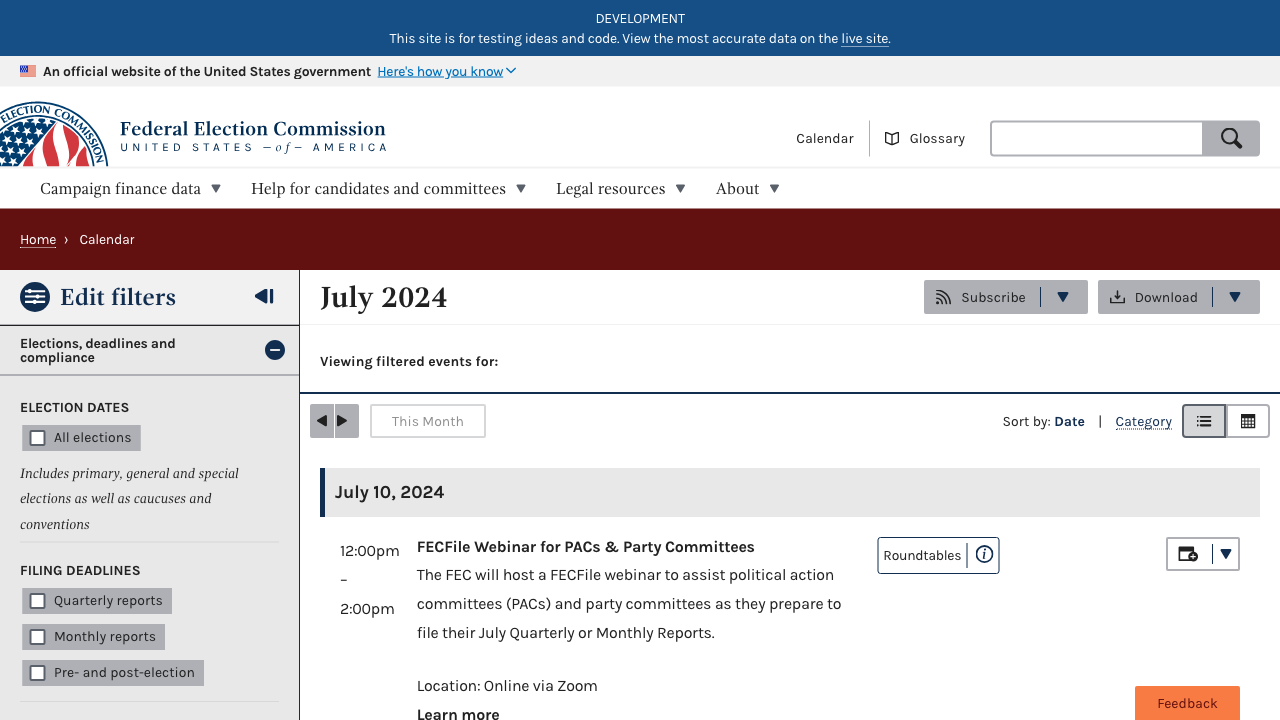 DEVELOPMENT
This site is for testing ideas and code. View the most accurate data on the live site.
An official website of the United States government Here's how you know
ELECTION COMMISSION
Federal Election Commission
UNITED STATES — of — AMERICA
Calendar
Glossary
Campaign finance data
Help for candidates and committees
Legal resources
About
Home › Calendar
Edit filters
Elections, deadlines and
compliance
ELECTION DATES
All elections
Includes primary, general and special
elections as well as caucuses and
conventions
FILING DEADLINES
Quarterly reports
Monthly reports
Pre- and post-election
July 2024
Subscribe
Download
Viewing filtered events for:
This Month
Sort by: Date | Category
July 10, 2024
12:00pm
–
2:00pm
FECFile Webinar for PACs & Party Committees
The FEC will host a FECFile webinar to assist political action
committees (PACs) and party committees as they prepare to
file their July Quarterly or Monthly Reports.
Location: Online via Zoom
Learn more
Roundtables
Feedback